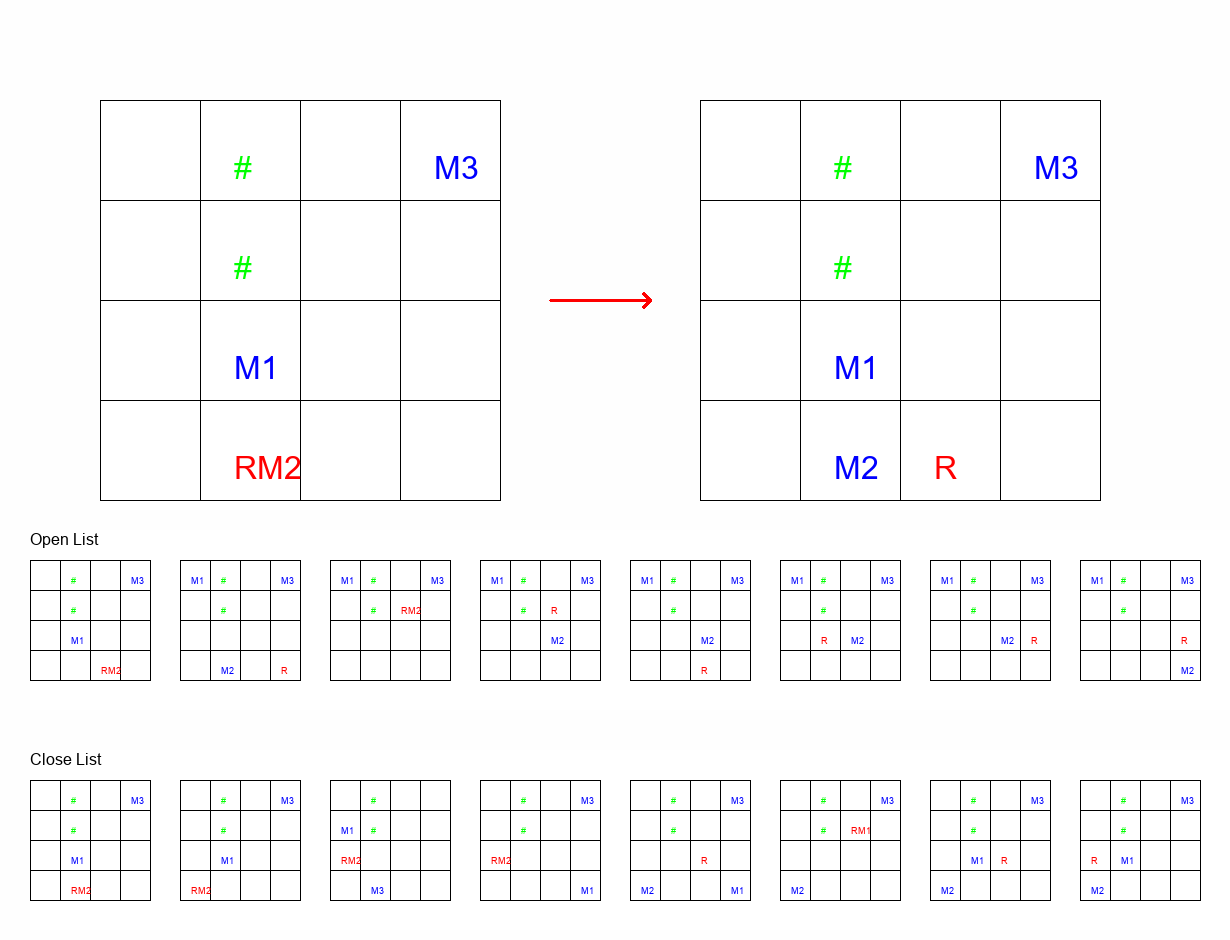 # M3 # M3
# #
M1 M1
RM2 M2 R
Open List
# M3 M1 # M3 M1 # M3 M1 # M3 M1 # M3 M1 # M3 M1 # M3 M1 # M3
# # # RM2 # R # # # #
M1 M2 M2 R M2 M2 R R
RM2 M2 R R M2
Close List
# M3 # M3 # # M3 # M3 # M3 # M3 # M3
# # M1 # # # # RM1 # #
M1 M1 RM2 RM2 R M1 R R M1
RM2 RM2 M3 M1 M2 M1 M2 M2 M2